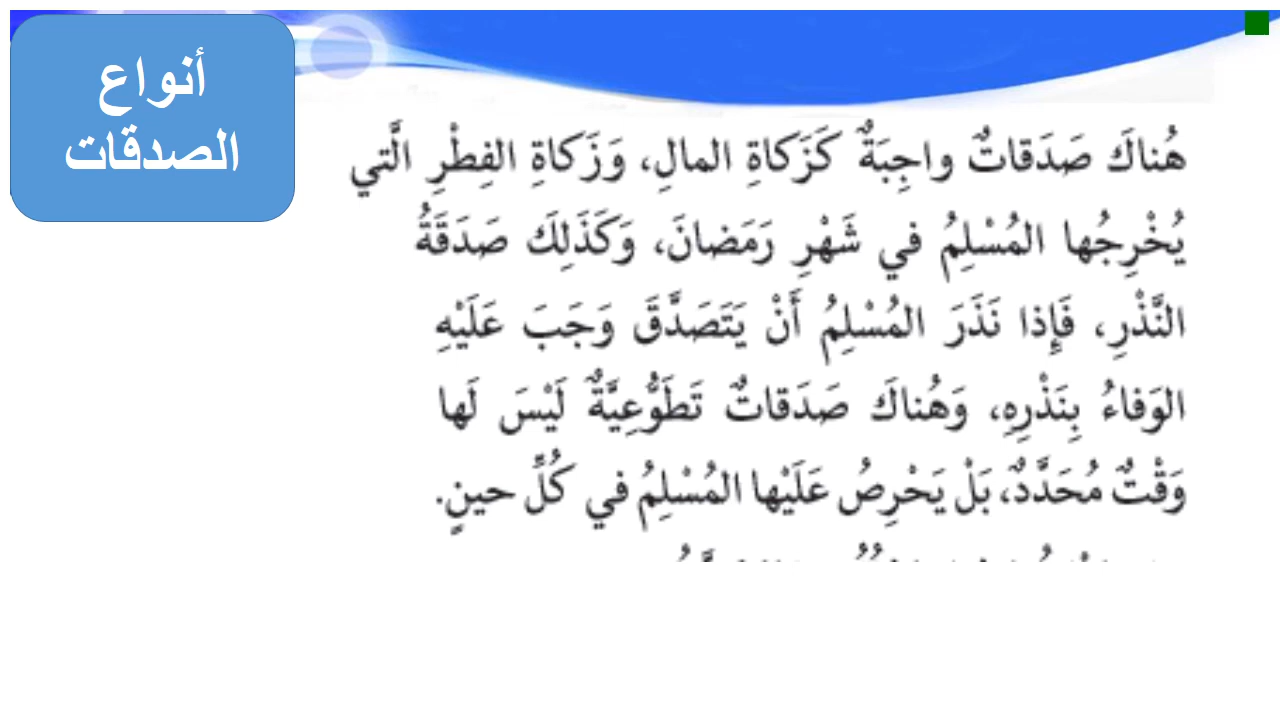 أنواع
الصدقات
هُناكَ صَدَقاتٌ واجِبَةٌ كَزَكاةِ المالِ، وَزَكاةِ الفِطْرِ الَّتي
يُخْرِجُها المُسْلِمُ في شَهْرِ رَمَضانَ، وَكَذَلِكَ صَدَقَةُ
النَّذْرِ، فَإِذا نَذَرَ المُسْلِمُ أَنْ يَتَصَدَّقَ وَجَبَ عَلَيْهِ
الوَفاءُ بِنَذْرِهِ، وَهُناكَ صَدَقاتٌ تَطَوُّعِيَّةٌ لَيْسَ لَها
وَقْتٌ مُحَدَّدٌ، بَلْ يَحْرِصُ عَلَيْها المُسْلِمُ في كُلِّ حينٍ.